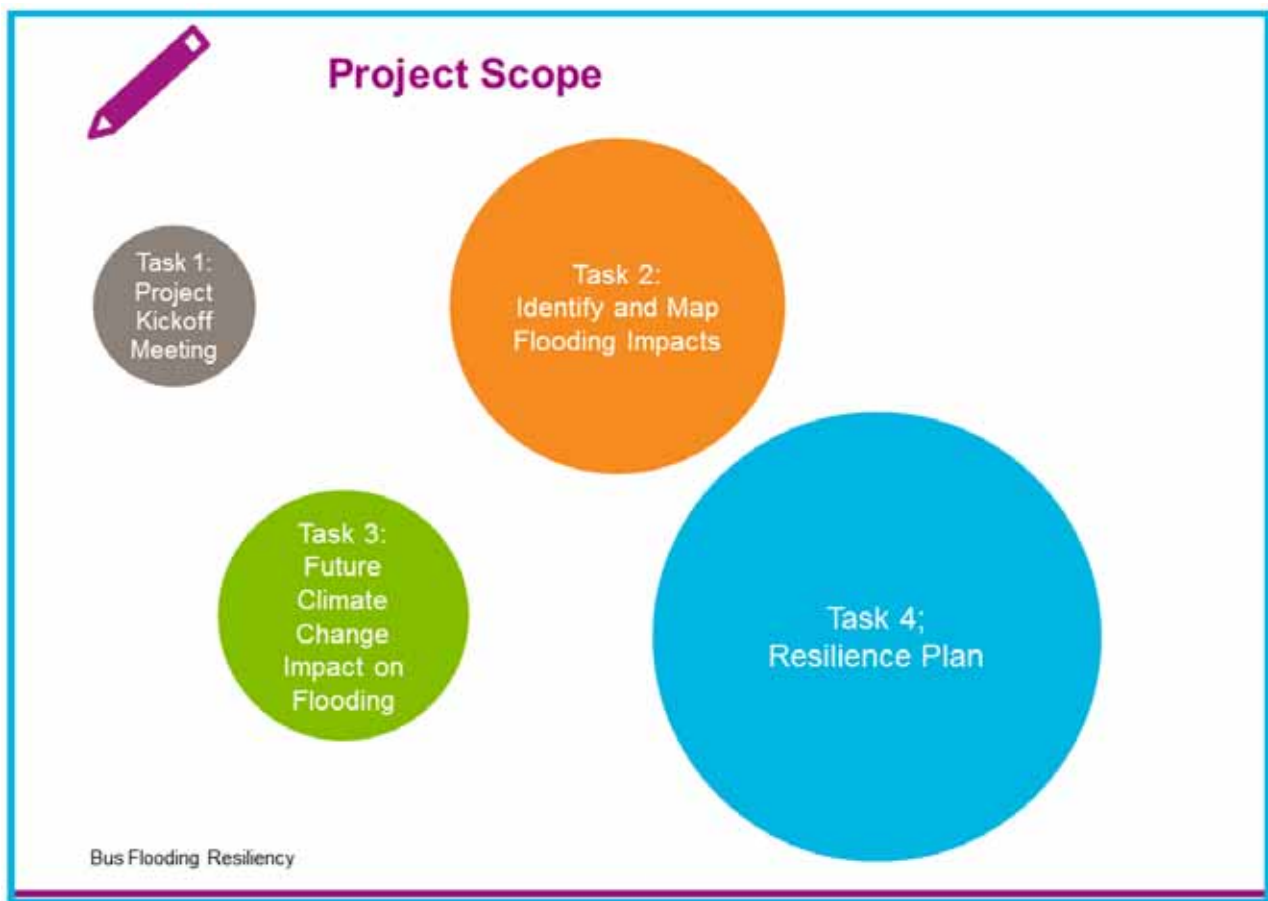 Project Scope
Task 1:
Project
Kickoff
Meeting
Task 2:
Identify and Map
Flooding Impacts
Task 3:
Future
Climate
Change
Impact on
Flooding
Task 4;
Resilience Plan
Bus Flooding Resiliency